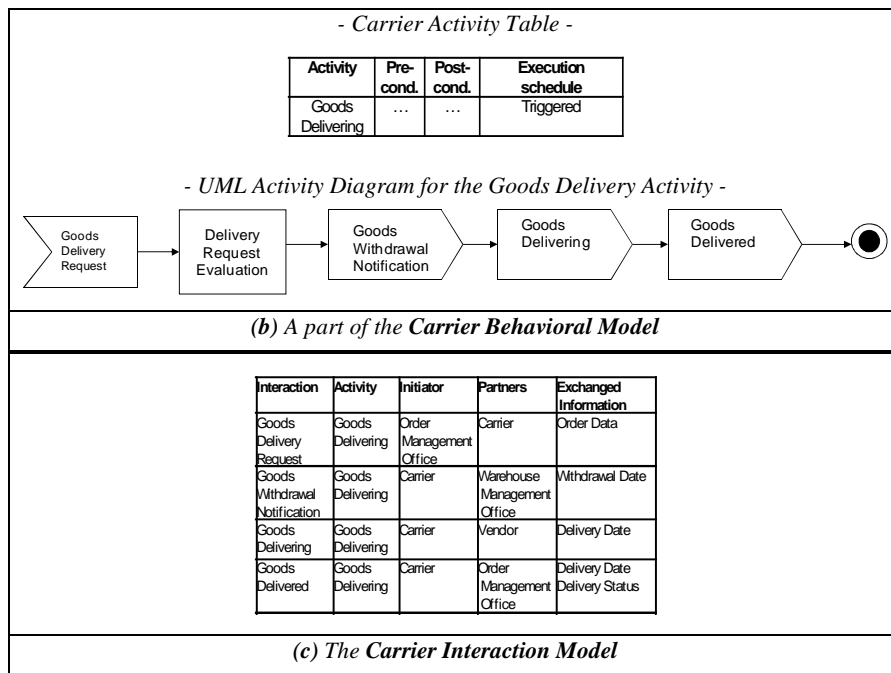 - Carrier Activity Table -
Activity Pre- Post- Execution
cond. cond. schedule
Goods … … Triggered
Delivering
- UML Activity Diagram for the Goods Delivery Activity -
Goods
Delivery
Request
Delivery
Request
Evaluation
Goods
Withdrawal
Notification
Goods
Delivering
Goods
Delivered
(b) A part of the Carrier Behavioral Model
Interaction Activity Initiator Partners Exchanged
Information
Goods Goods Order Carrier Order Data
Delivery Delivering Management
Request Office
Goods Goods Carrier Warehouse Withdrawal Date
Withdrawal Delivering Management
Notification Office
Goods Goods Carrier Vendor Delivery Date
Delivering Delivering
Goods Goods Carrier Order Delivery Date
Delivered Delivering Management Delivery Status
Office
(c) The Carrier Interaction Model